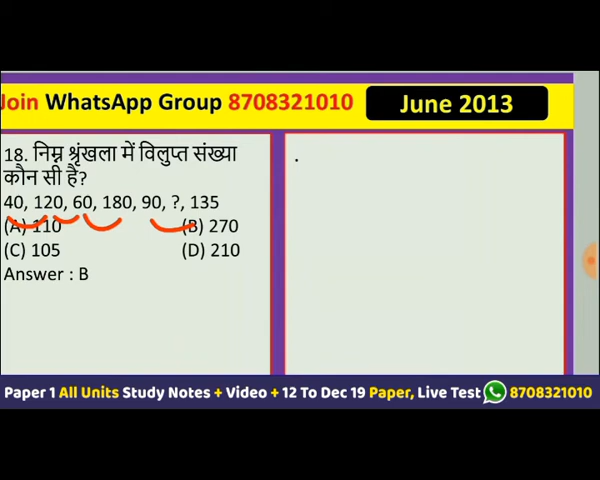 Join WhatsApp Group 8708321010
June 2013
18. निम्न श्रृंखला में विलुप्त संख्या
कौन सी है?
40, 120, 60, 180, 90, ?, 135
(A) 110 (B) 270
(C) 105 (D) 210
Answer : B
Paper 1 All Units Study Notes + Video + 12 To Dec 19 Paper, Live Test 8708321010